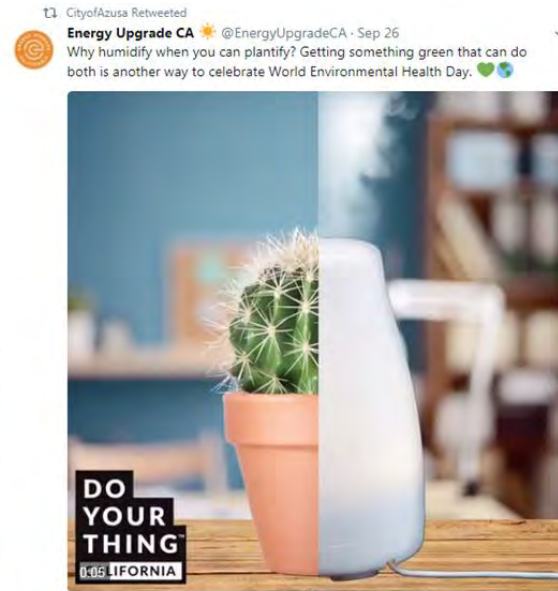 CityofAzusa Retweeted
Energy Upgrade CA ☀️ @EnergyUpgradeCA · Sep 26
Why humidify when you can plantify? Getting something green that can do
both is another way to celebrate World Environmental Health Day. 💚🌎
DO
YOUR
THING™
0:05 LIFORNIA